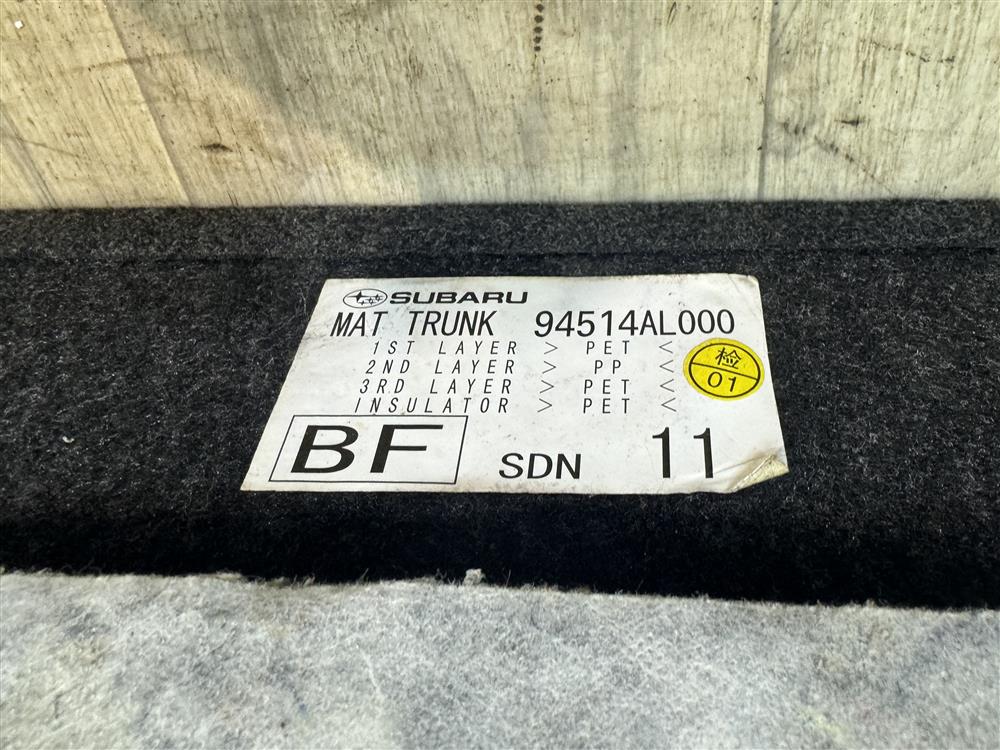 SUBARU
MAT TRUNK 94514AL000
1ST LAYER > PET <
2ND LAYER > PP <
3RD LAYER > PET <
INSULATOR > PET <
検
01
BF SDN 11